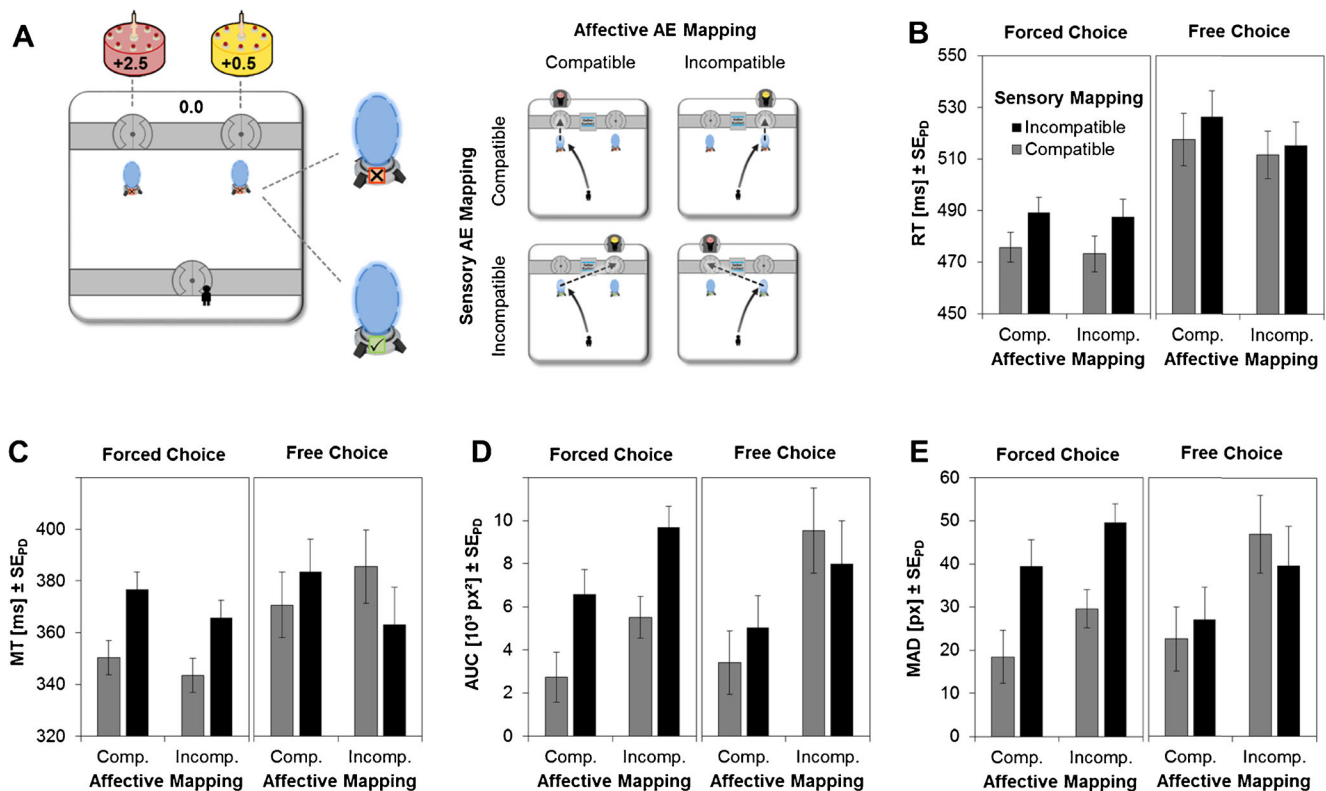 A
+2.5
+0.5
0.0
Affective AE Mapping
Compatible
Incompatible
Sensory AE Mapping
Compatible
Incompatible
B
Forced Choice
Free Choice
RT [ms] ± SEPD
550
530
510
490
470
450
Sensory Mapping
Incompatible
Compatible
Comp.
Incomp.
Affective Mapping
Comp.
Incomp.
Affective Mapping
C
Forced Choice
Free Choice
MT [ms] ± SEPD
400
380
360
340
320
Comp.
Incomp.
Affective Mapping
Comp.
Incomp.
Affective Mapping
D
Forced Choice
Free Choice
AUC [10³ px²] ± SEPD
10
8
6
4
2
0
Comp.
Incomp.
Affective Mapping
Comp.
Incomp.
Affective Mapping
E
Forced Choice
Free Choice
MAD [px] ± SEPD
60
50
40
30
20
10
0
Comp.
Incomp.
Affective Mapping
Comp.
Incomp.
Affective Mapping